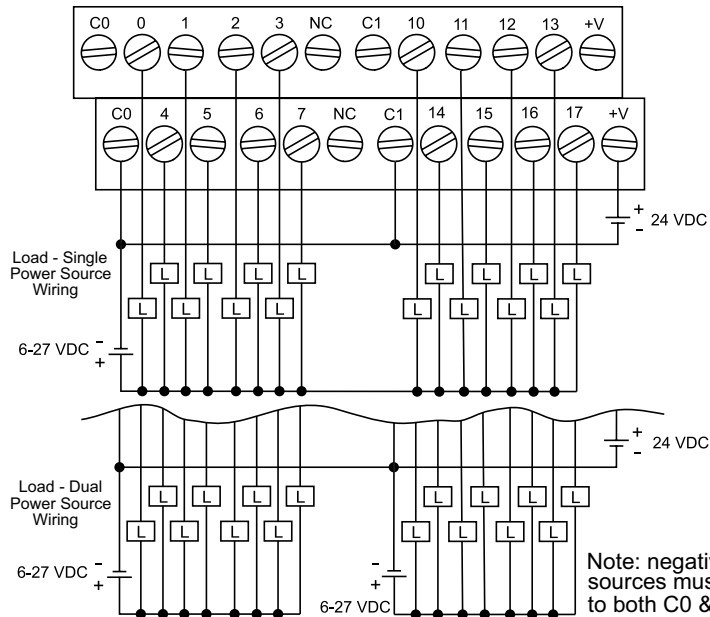 C0 0 1 2 3 NC C1 10 11 12 13 +V
C0 4 5 6 7 NC C1 14 15 16 17 +V
+
-
24 VDC
Load - Single
Power Source
Wiring
L L L L L L L L
L L L L L L L L
6-27 VDC
-
+
+
-
24 VDC
Load - Dual
Power Source
Wiring
L L L L L L L L
L L L L L L L L
6-27 VDC
-
+
6-27 VDC
-
+
Note:
sources must
to both C0 &